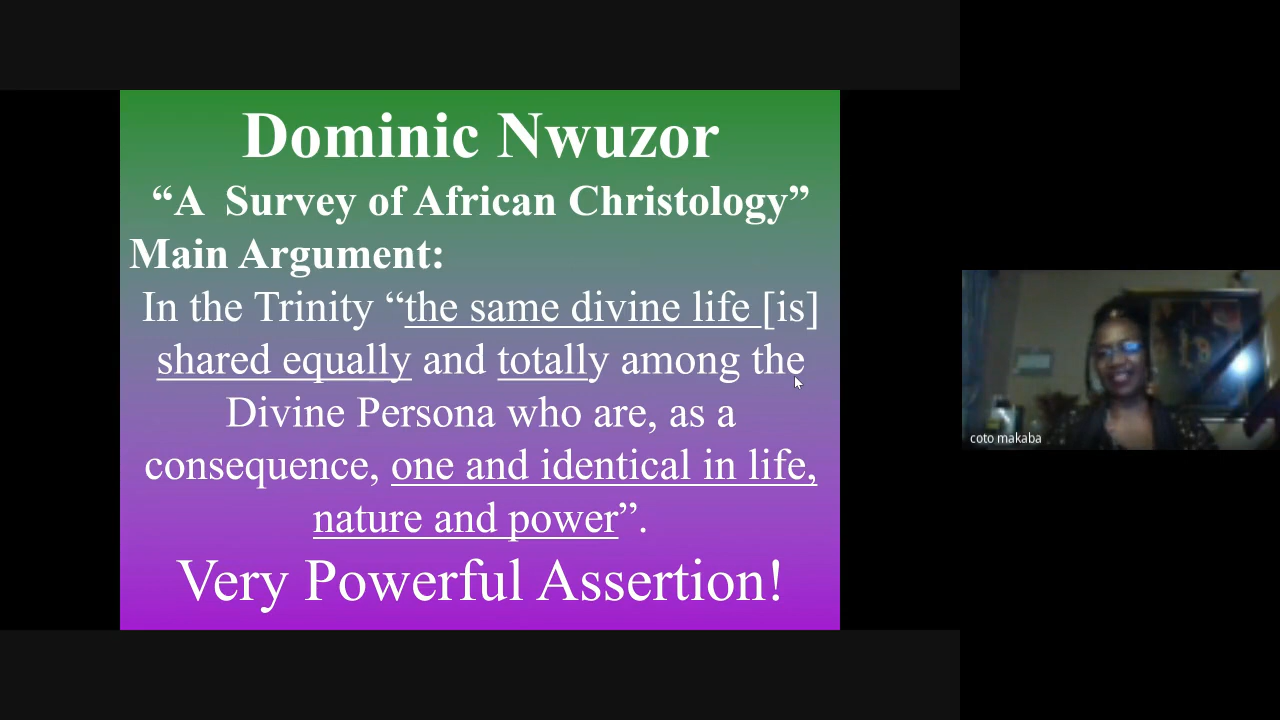 Dominic Nwuzor
“A  Survey of African Christology”
Main Argument:
In the Trinity “the same divine life [is]
shared equally and totally among the
Divine Persona who are, as a
consequence, one and identical in life,
nature and power”.
Very Powerful Assertion!
coto makaba